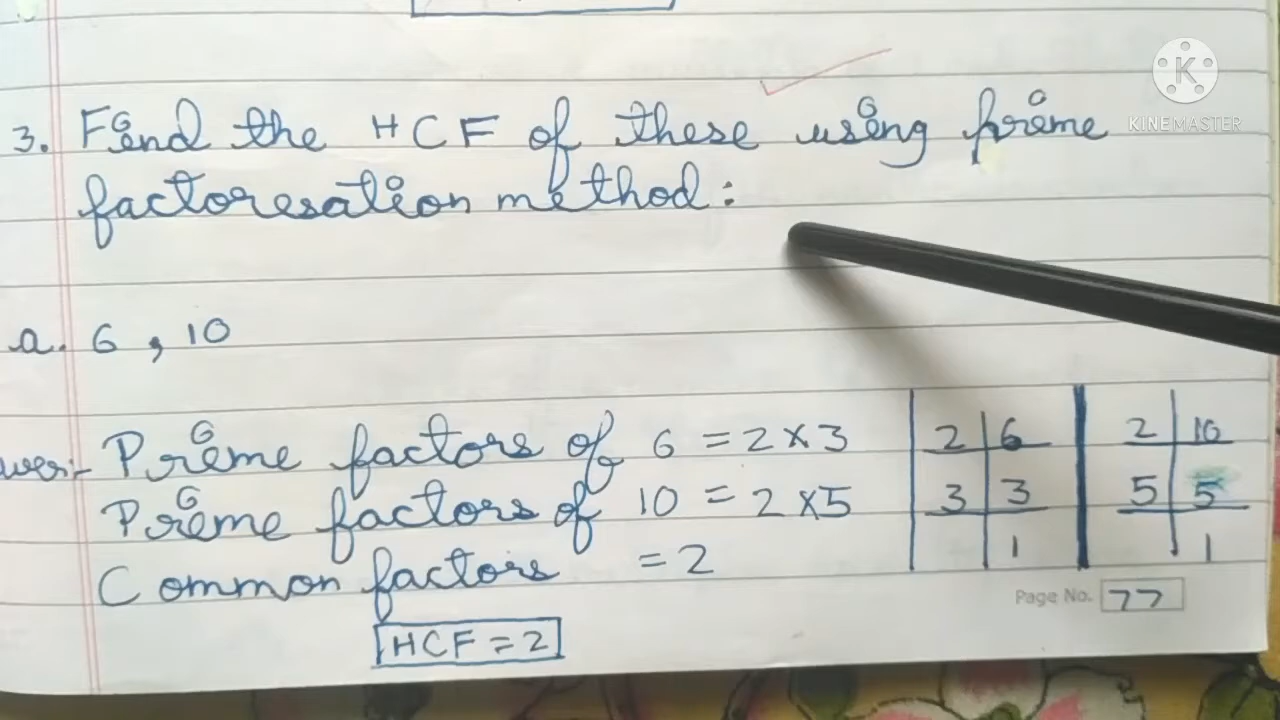 3. Find the HCF of these using prime
factorisation method:
a. 6, 10
wer:- Prime factors of 6 = 2 × 3
Prime factors of 10 = 2 × 5
Common factors = 2
HCF = 2
2 6
3 3
1
2 10
5 5
1
Page No. 77
K
KINEMASTER